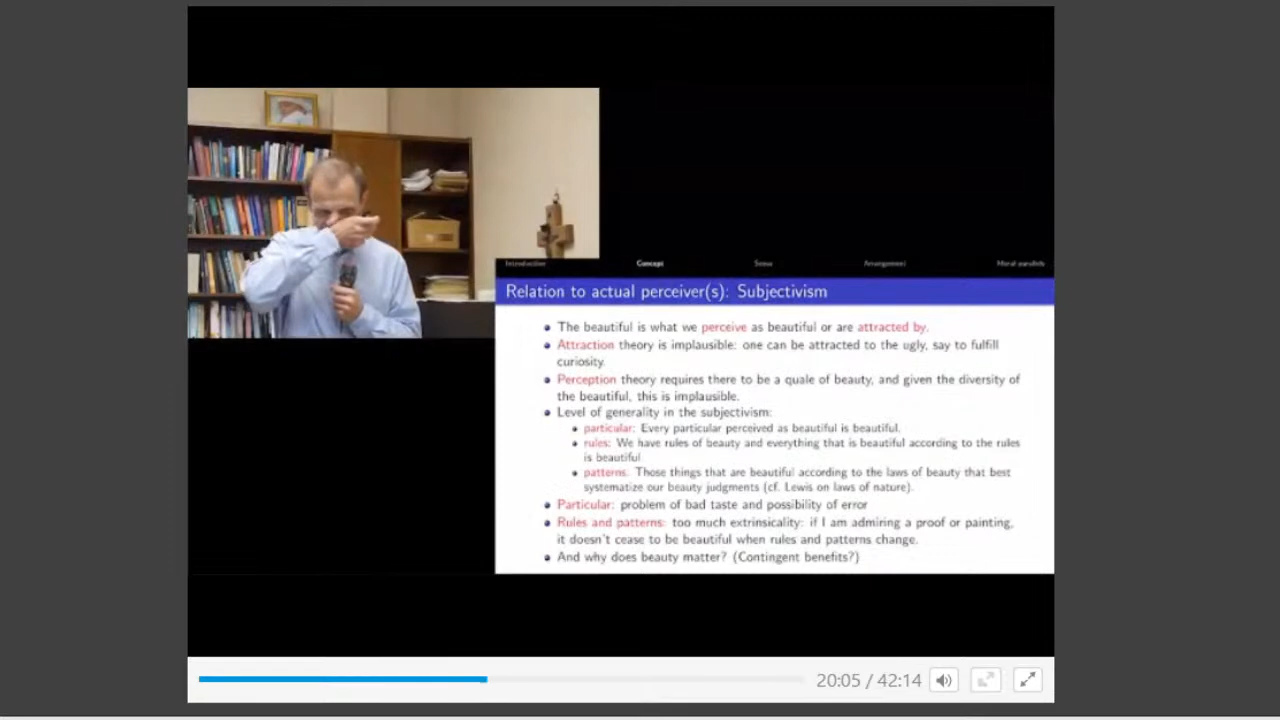 Introduction Concept Sense Arrangement Moral parallels
Relation to actual perceiver(s): Subjectivism
The beautiful is what we perceive as beautiful or are attracted by.
Attraction theory is implausible: one can be attracted to the ugly, say to fulfill
curiosity.
Perception theory requires there to be a quale of beauty, and given the diversity of
the beautiful, this is implausible.
Level of generality in the subjectivism:
particular: Every particular perceived as beautiful is beautiful.
rules: We have rules of beauty and everything that is beautiful according to the rules
is beautiful
patterns: Those things that are beautiful according to the laws of beauty that best
systematize our beauty judgments (cf. Lewis on laws of nature).
Particular: problem of bad taste and possibility of error
Rules and patterns: too much extrinsicality: if I am admiring a proof or painting,
it doesn't cease to be beautiful when rules and patterns change.
And why does beauty matter? (Contingent benefits?)
20:05 / 42:14